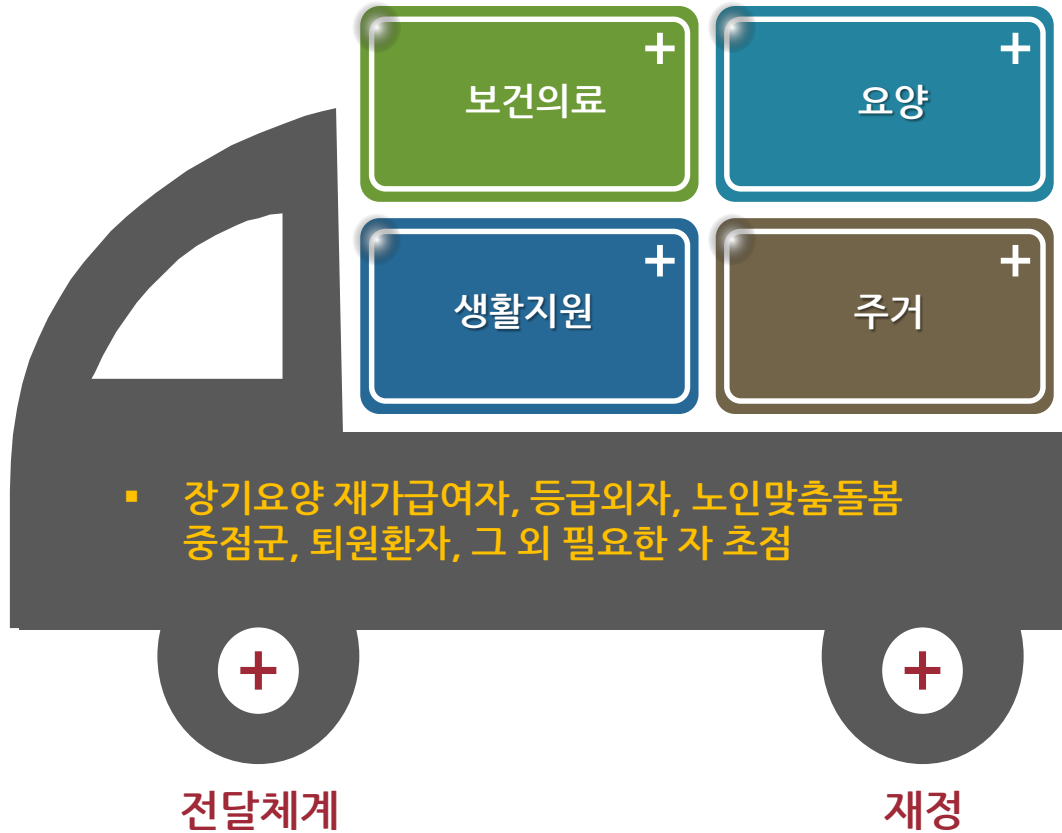 보건의료
요양
생활지원
주거
▪ 장기요양 재가급여자, 등급외자, 노인맞춤돌봄
중점군, 퇴원환자, 그 외 필요한 자 초점
전달체계
재정